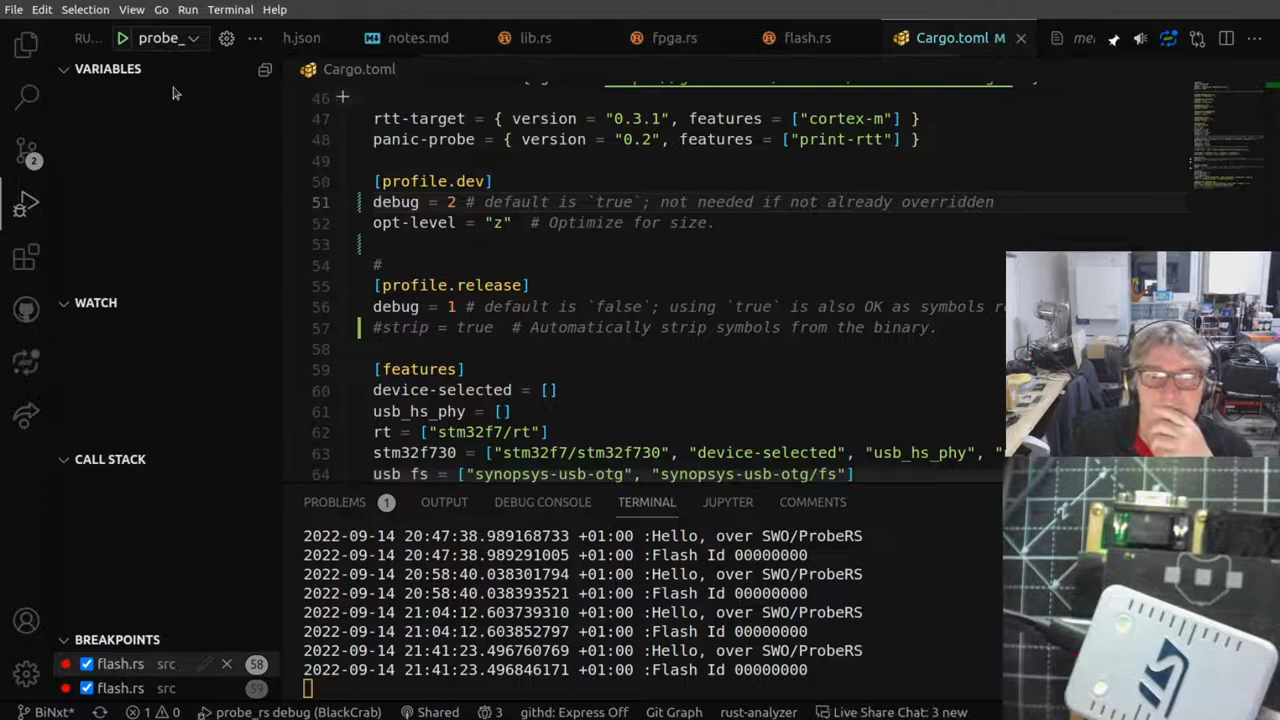 File Edit Selection View Go Run Terminal Help
RU... probe_ h.json notes.md lib.rs fpga.rs flash.rs Cargo.toml M
VARIABLES
Cargo.toml
46
47 rtt-target = { version = "0.3.1", features = ["cortex-m"] }
48 panic-probe = { version = "0.2", features = ["print-rtt"] }
49
50 [profile.dev]
51 debug = 2 # default is `true`; not needed if not already overridden
52 opt-level = "z" # Optimize for size.
53
54 #
55 [profile.release]
56 debug = 1 # default is `false`; using `true` is also OK as symbols
57 #strip = true # Automatically strip symbols from the binary.
58
59 [features]
60 device-selected = []
61 usb_hs_phy = []
62 rt = ["stm32f7/rt"]
63 stm32f730 = ["stm32f7/stm32f730", "device-selected", "usb_hs_phy", "
64 usb_fs = ["synopsys-usb-otg", "synopsys-usb-otg/fs"]
2
WATCH
CALL STACK
PROBLEMS 1 OUTPUT DEBUG CONSOLE TERMINAL JUPYTER COMMENTS
2022-09-14 20:47:38.989168733 +01:00 :Hello, over SWO/ProbeRS
2022-09-14 20:47:38.989291005 +01:00 :Flash Id 00000000
2022-09-14 20:58:40.038301794 +01:00 :Hello, over SWO/ProbeRS
2022-09-14 20:58:40.038393521 +01:00 :Flash Id 00000000
2022-09-14 21:04:12.603739310 +01:00 :Hello, over SWO/ProbeRS
2022-09-14 21:04:12.603852797 +01:00 :Flash Id 00000000
2022-09-14 21:41:23.496760769 +01:00 :Hello, over SWO/ProbeRS
2022-09-14 21:41:23.496846171 +01:00 :Flash Id 00000000
BREAKPOINTS
flash.rs src 58
flash.rs src 59
BiNxt* 1 0 probe_rs debug (BlackCrab) Shared 3 githd: Express Off Git Graph rust-analyzer Live Share Chat: 3 new